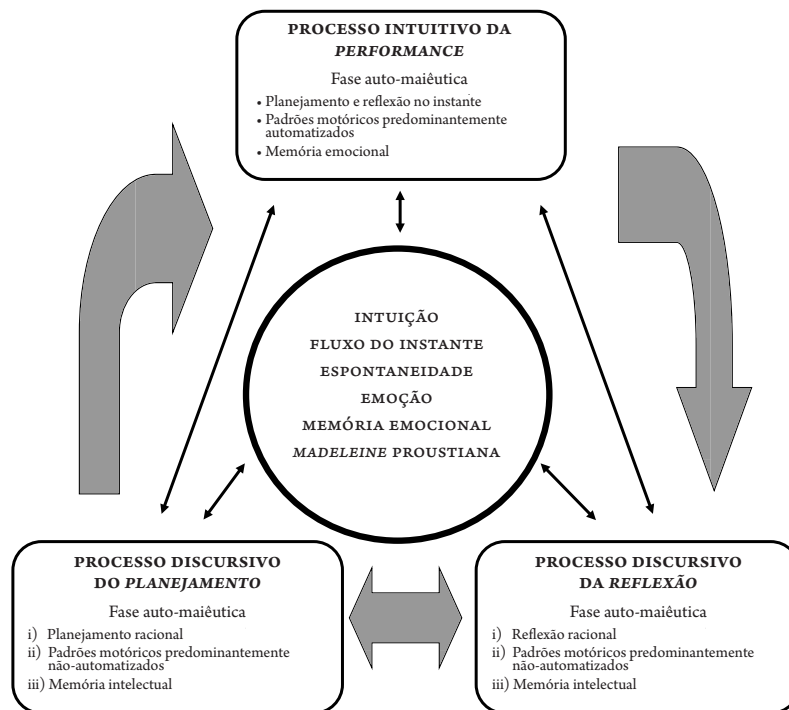 PROCESSO INTUITIVO DA
PERFORMANCE
Fase auto-maiêutica
• Planejamento e reflexão no instante
• Padrões motóricos predominantemente
automatizados
• Memória emocional
INTUIÇÃO
FLUXO DO INSTANTE
ESPONTANEIDADE
EMOÇÃO
MEMÓRIA EMOCIONAL
MADELEINE PROUSTIANA
PROCESSO DISCURSIVO
DO PLANEJAMENTO
Fase auto-maiêutica
i) Planejamento racional
ii) Padrões motóricos predominantemente
não-automatizados
iii) Memória intelectual
PROCESSO DISCURSIVO
DA REFLEXÃO
Fase auto-maiêutica
i) Reflexão racional
ii) Padrões motóricos predominantemente
não-automatizados
iii) Memória intelectual